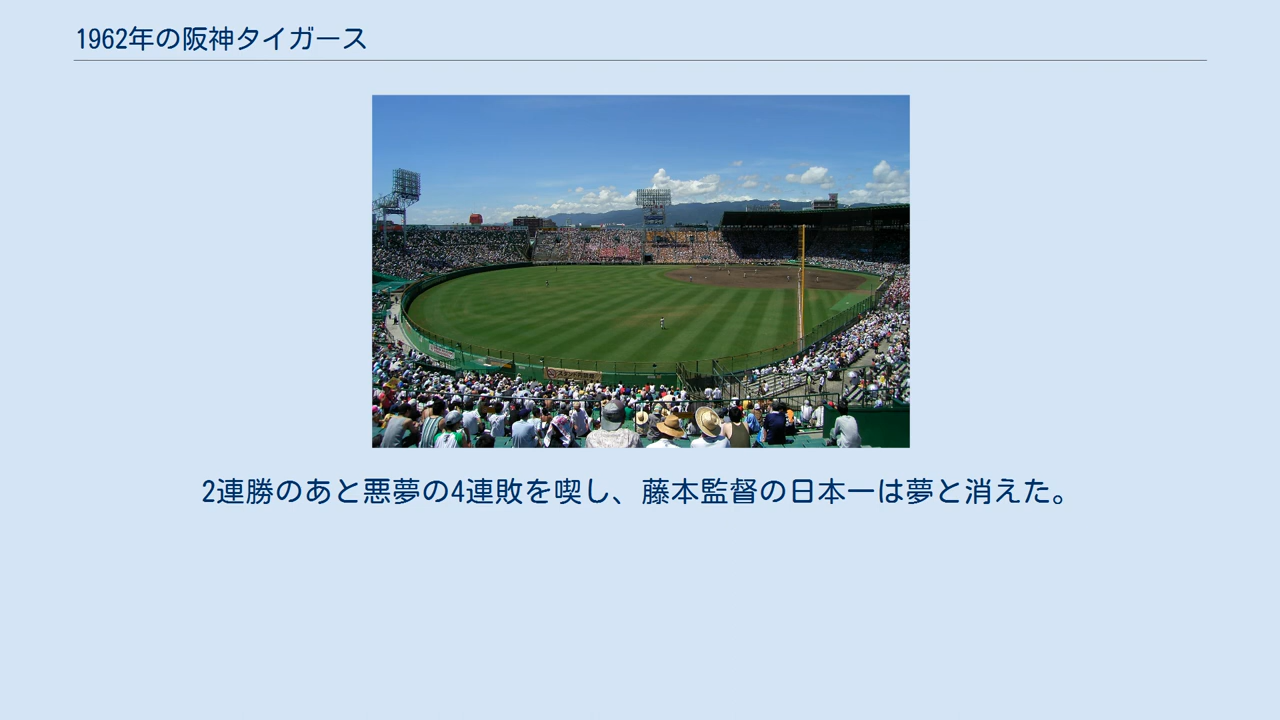 1962年の阪神タイガース
2連勝のあと悪夢の4連敗を喫し、藤本監督の日本一は夢と消えた。